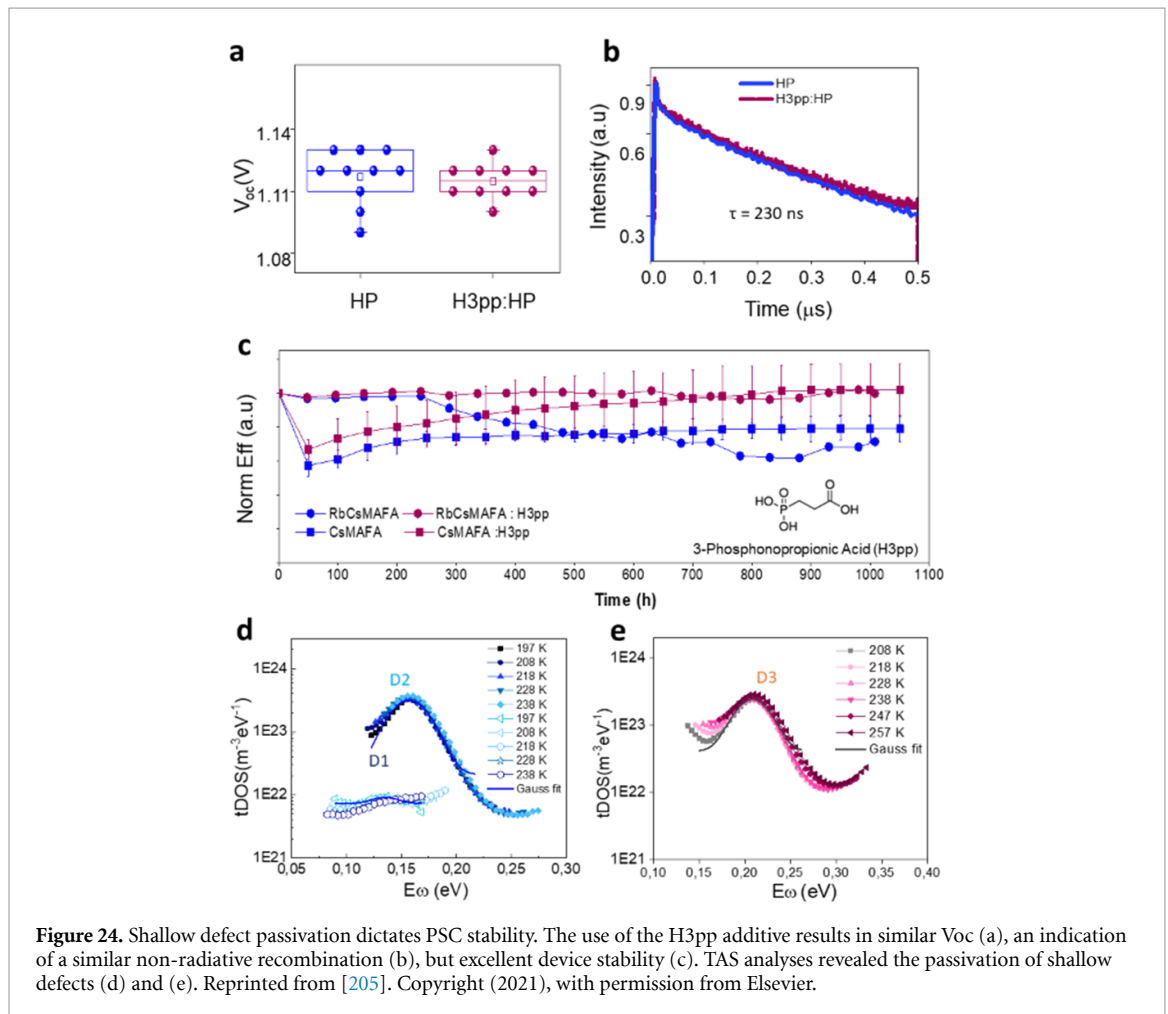 a
1.14
1.11
1.08
Voc(V)
HP
H3pp:HP
b
HP
H3pp:HP
0.9
0.6
0.3
Intensity (a.u)
τ = 230 ns
0.0 0.1 0.2 0.3 0.4 0.5
Time (μs)
c
Norm Eff (a.u)
RbCsMAFA RbCsMAFA : H3pp
CsMAFA CsMAFA :H3pp
HO O O
P
OH OH
3-Phosphonopropionic Acid (H3pp)
0 100 200 300 400 500 600 700 800 900 1000 1100
Time (h)
d
1E24
1E23
1E22
1E21
tDOS(m⁻³eV⁻¹)
D2
D1
197 K
208 K
218 K
228 K
238 K
197 K
208 K
218 K
228 K
238 K
Gauss fit
0,05 0,10 0,15 0,20 0,25 0,30
Eω (eV)
e
1E24
1E23
1E22
1E21
tDOS(m⁻³eV⁻¹)
D3
208 K
218 K
228 K
238 K
247 K
257 K
Gauss fit
0,10 0,15 0,20 0,25 0,30 0,35 0,40
Eω (eV)
Figure 24. Shallow defect passivation dictates PSC stability. The use of the H3pp additive results in similar Voc (a), an indication
of a similar non-radiative recombination (b), but excellent device stability (c). TAS analyses revealed the passivation of shallow
defects (d) and (e). Reprinted from [205]. Copyright (2021), with permission from Elsevier.